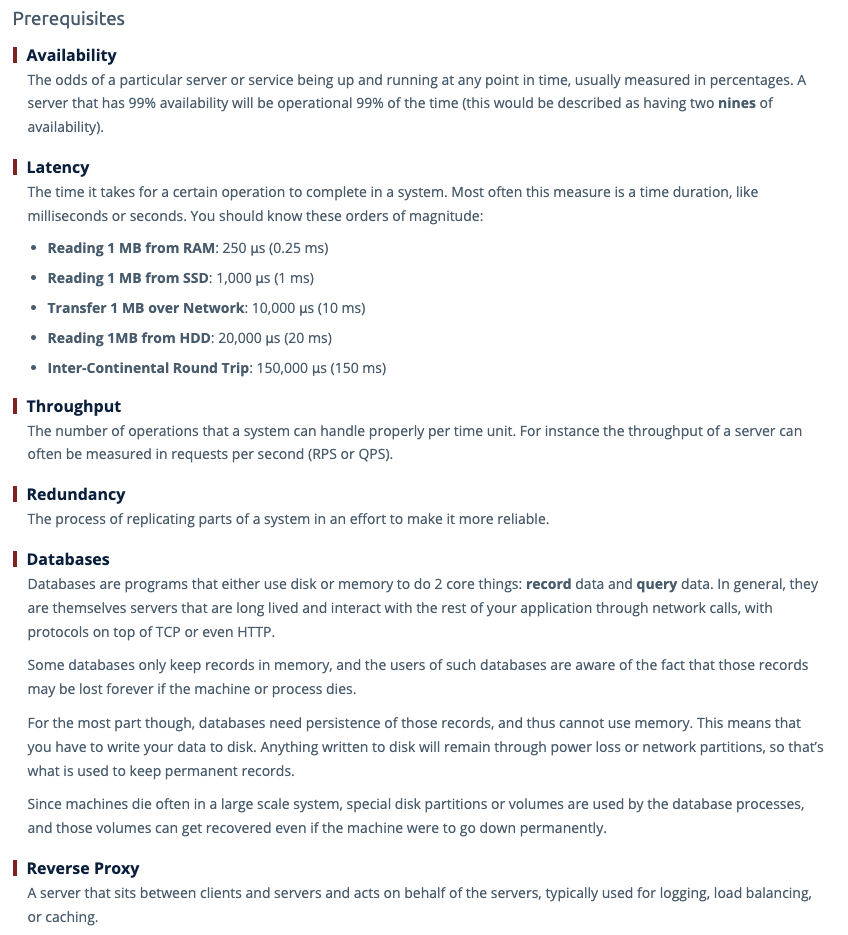 Prerequisites
Availability
The odds of a particular server or service being up and running at any point in time, usually measured in percentages. A
server that has 99% availability will be operational 99% of the time (this would be described as having two nines of
availability).
Latency
The time it takes for a certain operation to complete in a system. Most often this measure is a time duration, like
milliseconds or seconds. You should know these orders of magnitude:
• Reading 1 MB from RAM: 250 μs (0.25 ms)
• Reading 1 MB from SSD: 1,000 μs (1 ms)
• Transfer 1 MB over Network: 10,000 μs (10 ms)
• Reading 1MB from HDD: 20,000 μs (20 ms)
• Inter-Continental Round Trip: 150,000 μs (150 ms)
Throughput
The number of operations that a system can handle properly per time unit. For instance the throughput of a server can
often be measured in requests per second (RPS or QPS).
Redundancy
The process of replicating parts of a system in an effort to make it more reliable.
Databases
Databases are programs that either use disk or memory to do 2 core things: record data and query data. In general, they
are themselves servers that are long lived and interact with the rest of your application through network calls, with
protocols on top of TCP or even HTTP.
Some databases only keep records in memory, and the users of such databases are aware of the fact that those records
may be lost forever if the machine or process dies.
For the most part though, databases need persistence of those records, and thus cannot use memory. This means that
you have to write your data to disk. Anything written to disk will remain through power loss or network partitions, so that’s
what is used to keep permanent records.
Since machines die often in a large scale system, special disk partitions or volumes are used by the database processes,
and those volumes can get recovered even if the machine were to go down permanently.
Reverse Proxy
A server that sits between clients and servers and acts on behalf of the servers, typically used for logging, load balancing,
or caching.